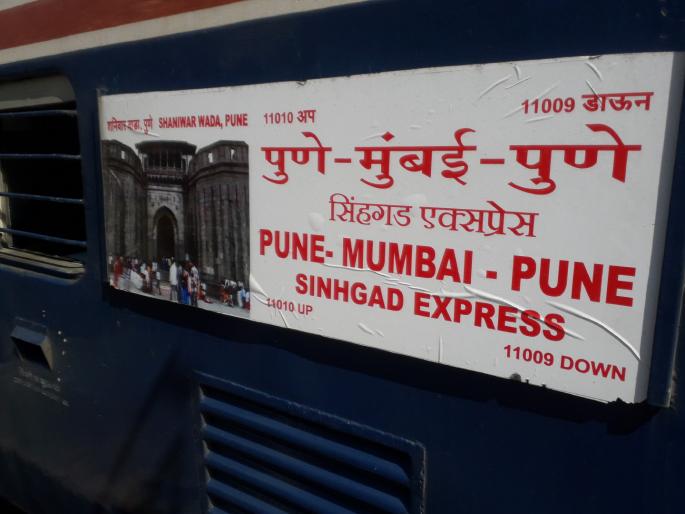 शनिवार वाडा, पुणे SHANIWAR WADA, PUNE
11010 अप
11009 डाऊन
पुणे-मुंबई-पुणे
सिंहगड एक्सप्रेस
PUNE- MUMBAI - PUNE
SINHGAD EXPRESS
11010 UP
11009 DOWN